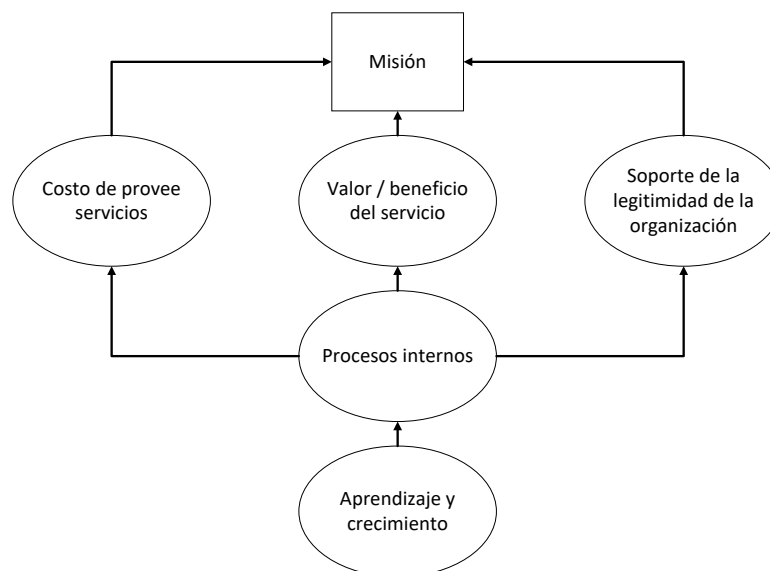 Misión
Costo de provee
servicios
Valor / beneficio
del servicio
Soporte de la
legitimidad de la
organización
Procesos internos
Aprendizaje y
crecimiento